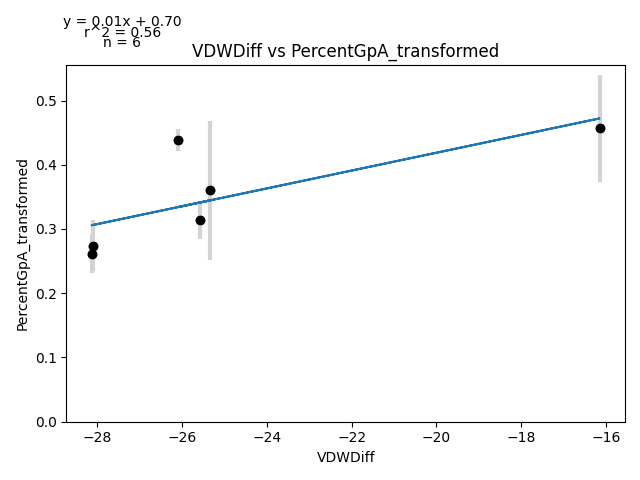 y = 0.01x + 0.70
r^2 = 0.56
n = 6
VDWDiff vs PercentGpA_transformed
PercentGpA_transformed
0.5
0.4
0.3
0.2
0.1
0.0
−28 −26 −24 −22 −20 −18 −16
VDWDiff